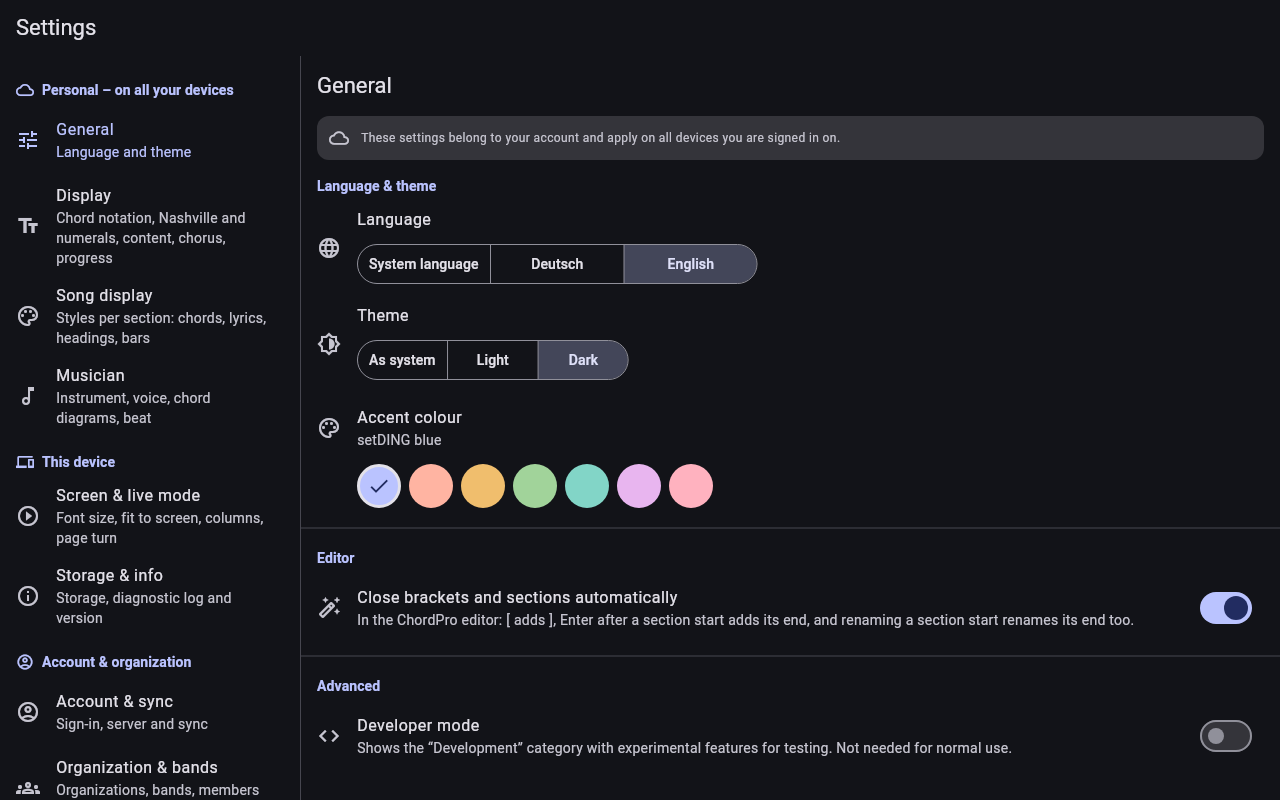 Settings
Personal – on all your devices
General
Language and theme
Display
Chord notation, Nashville and
numerals, content, chorus,
progress
Song display
Styles per section: chords, lyrics,
headings, bars
Musician
Instrument, voice, chord
diagrams, beat
This device
Screen & live mode
Font size, fit to screen, columns,
page turn
Storage & info
Storage, diagnostic log and
version
Account & organization
Account & sync
Sign-in, server and sync
Organization & bands
Organizations, bands, members
General
These settings belong to your account and apply on all devices you are signed in on.
Language & theme
Language
System language Deutsch English
Theme
As system Light Dark
Accent colour
setDING blue
Editor
Close brackets and sections automatically
In the ChordPro editor: [ adds ], Enter after a section start adds its end, and renaming a section start renames its end too.
Advanced
Developer mode
Shows the “Development” category with experimental features for testing. Not needed for normal use.